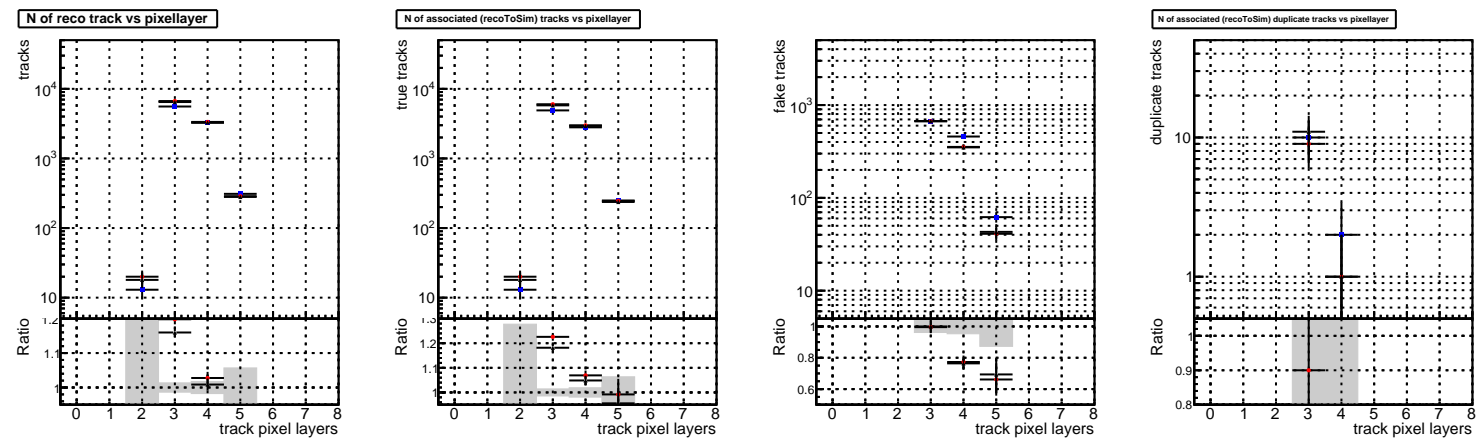 N of reco track vs pixellayer
tracks
10^4
10^3
10^2
10
Ratio
1.2
1.1
1
0 1 2 3 4 5 6 7 8
track pixel layers
N of associated (recoToSim) tracks vs pixellayer
true tracks
10^4
10^3
10^2
10
Ratio
1.3
1.2
1.1
1
0 1 2 3 4 5 6 7 8
track pixel layers
fake tracks
10^3
10^2
10
Ratio
1
0.8
0.6
0 1 2 3 4 5 6 7 8
track pixel layers
N of associated (recoToSim) duplicate tracks vs pixellayer
duplicate tracks
10
1
Ratio
1
0.9
0.8
0 1 2 3 4 5 6 7 8
track pixel layers